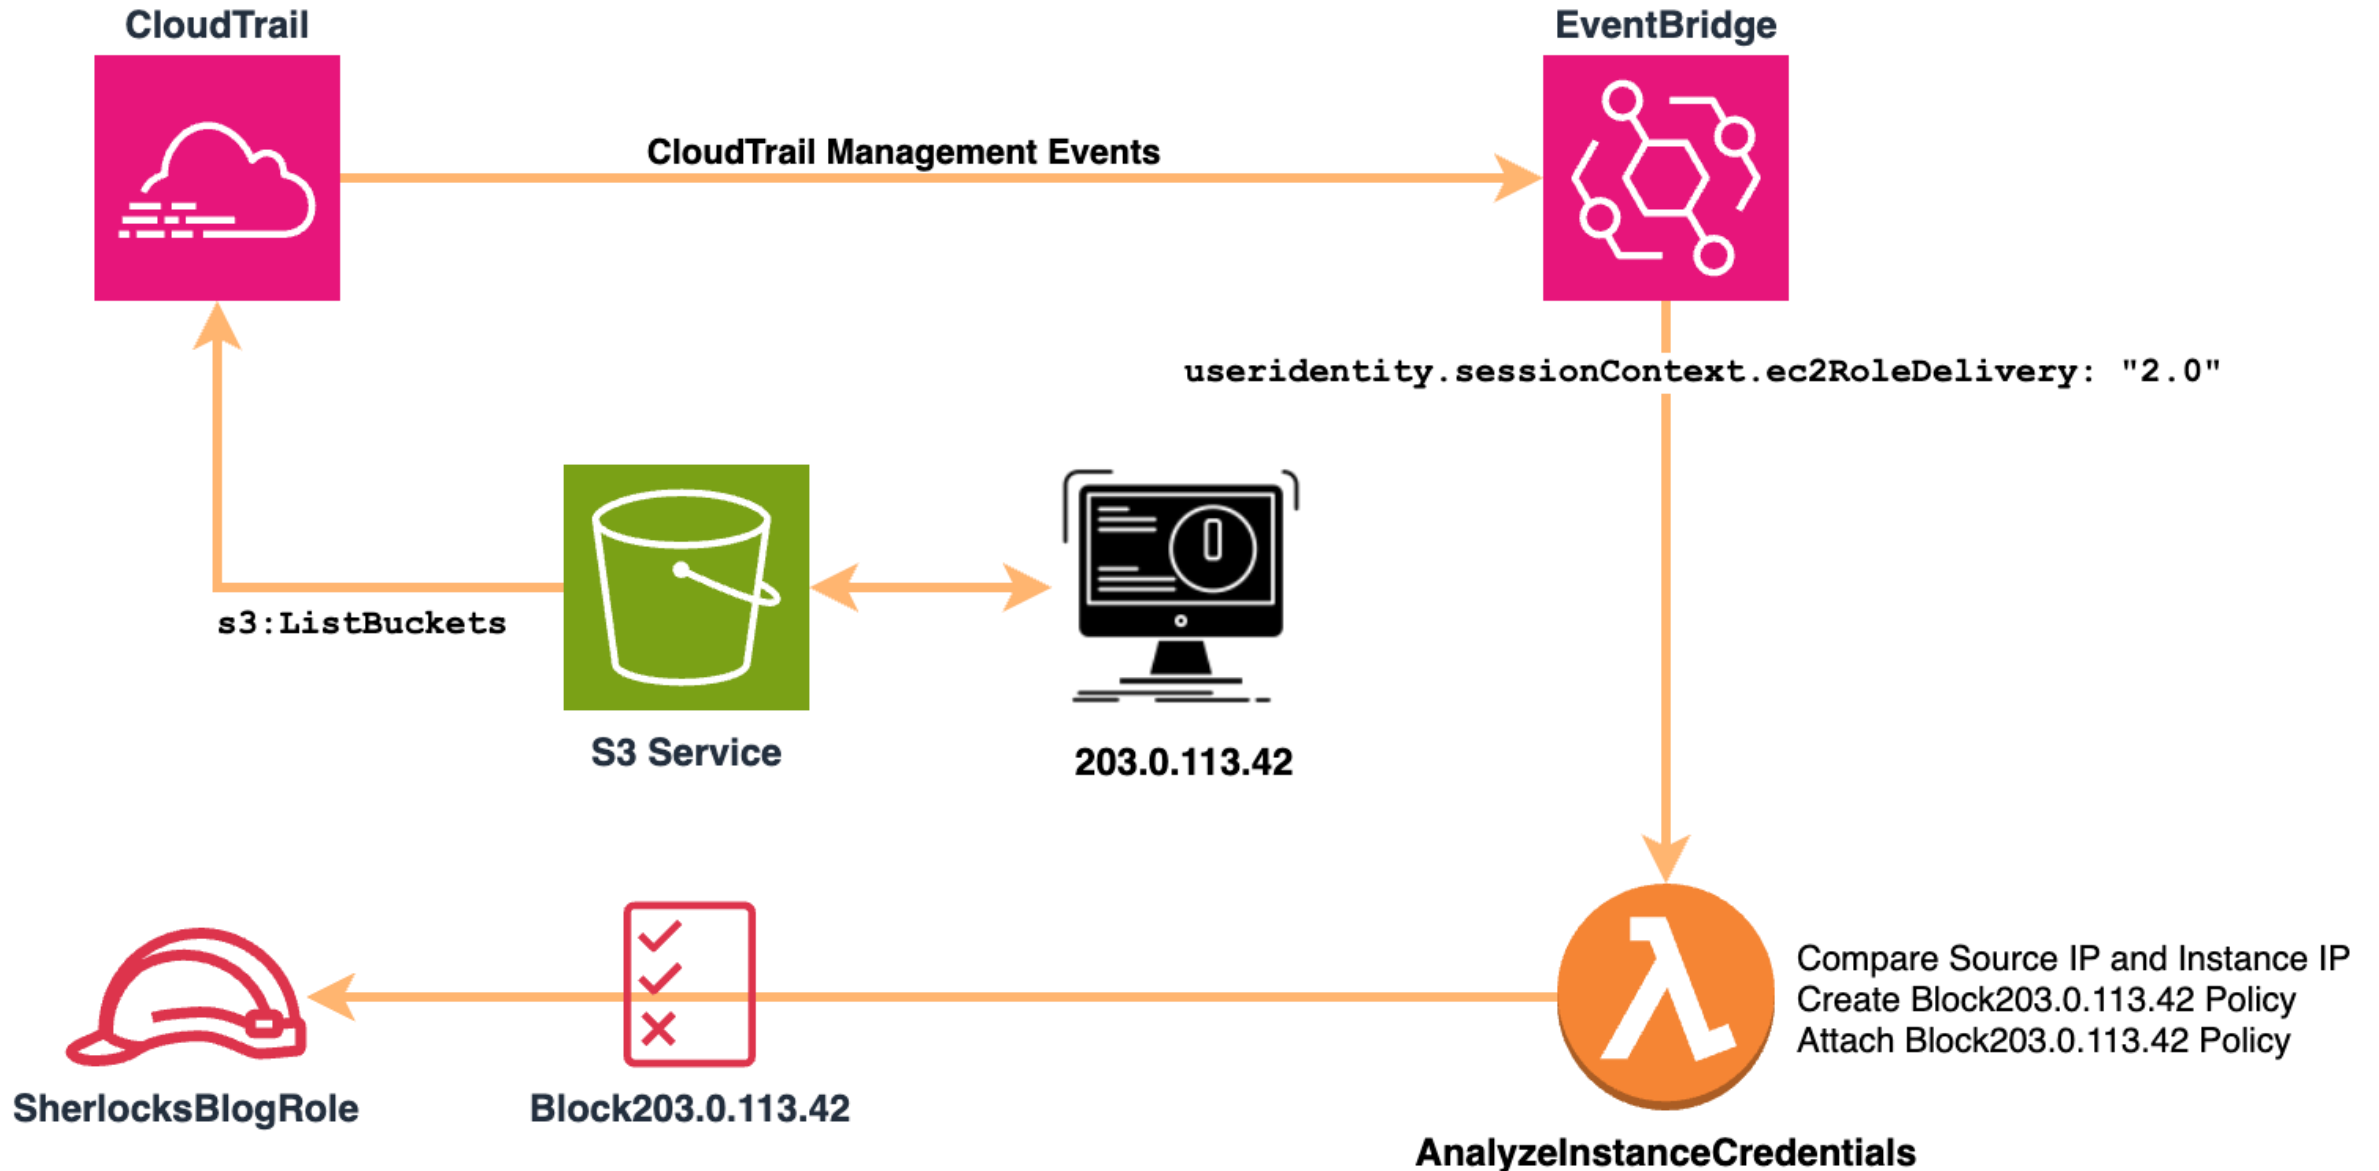 CloudTrail
EventBridge
CloudTrail Management Events
useridentity.sessionContext.ec2RoleDelivery: "2.0"
s3:ListBuckets
S3 Service
203.0.113.42
Compare Source IP and Instance IP
Create Block203.0.113.42 Policy
Attach Block203.0.113.42 Policy
SherlocksBlogRole
Block203.0.113.42
AnalyzeInstanceCredentials